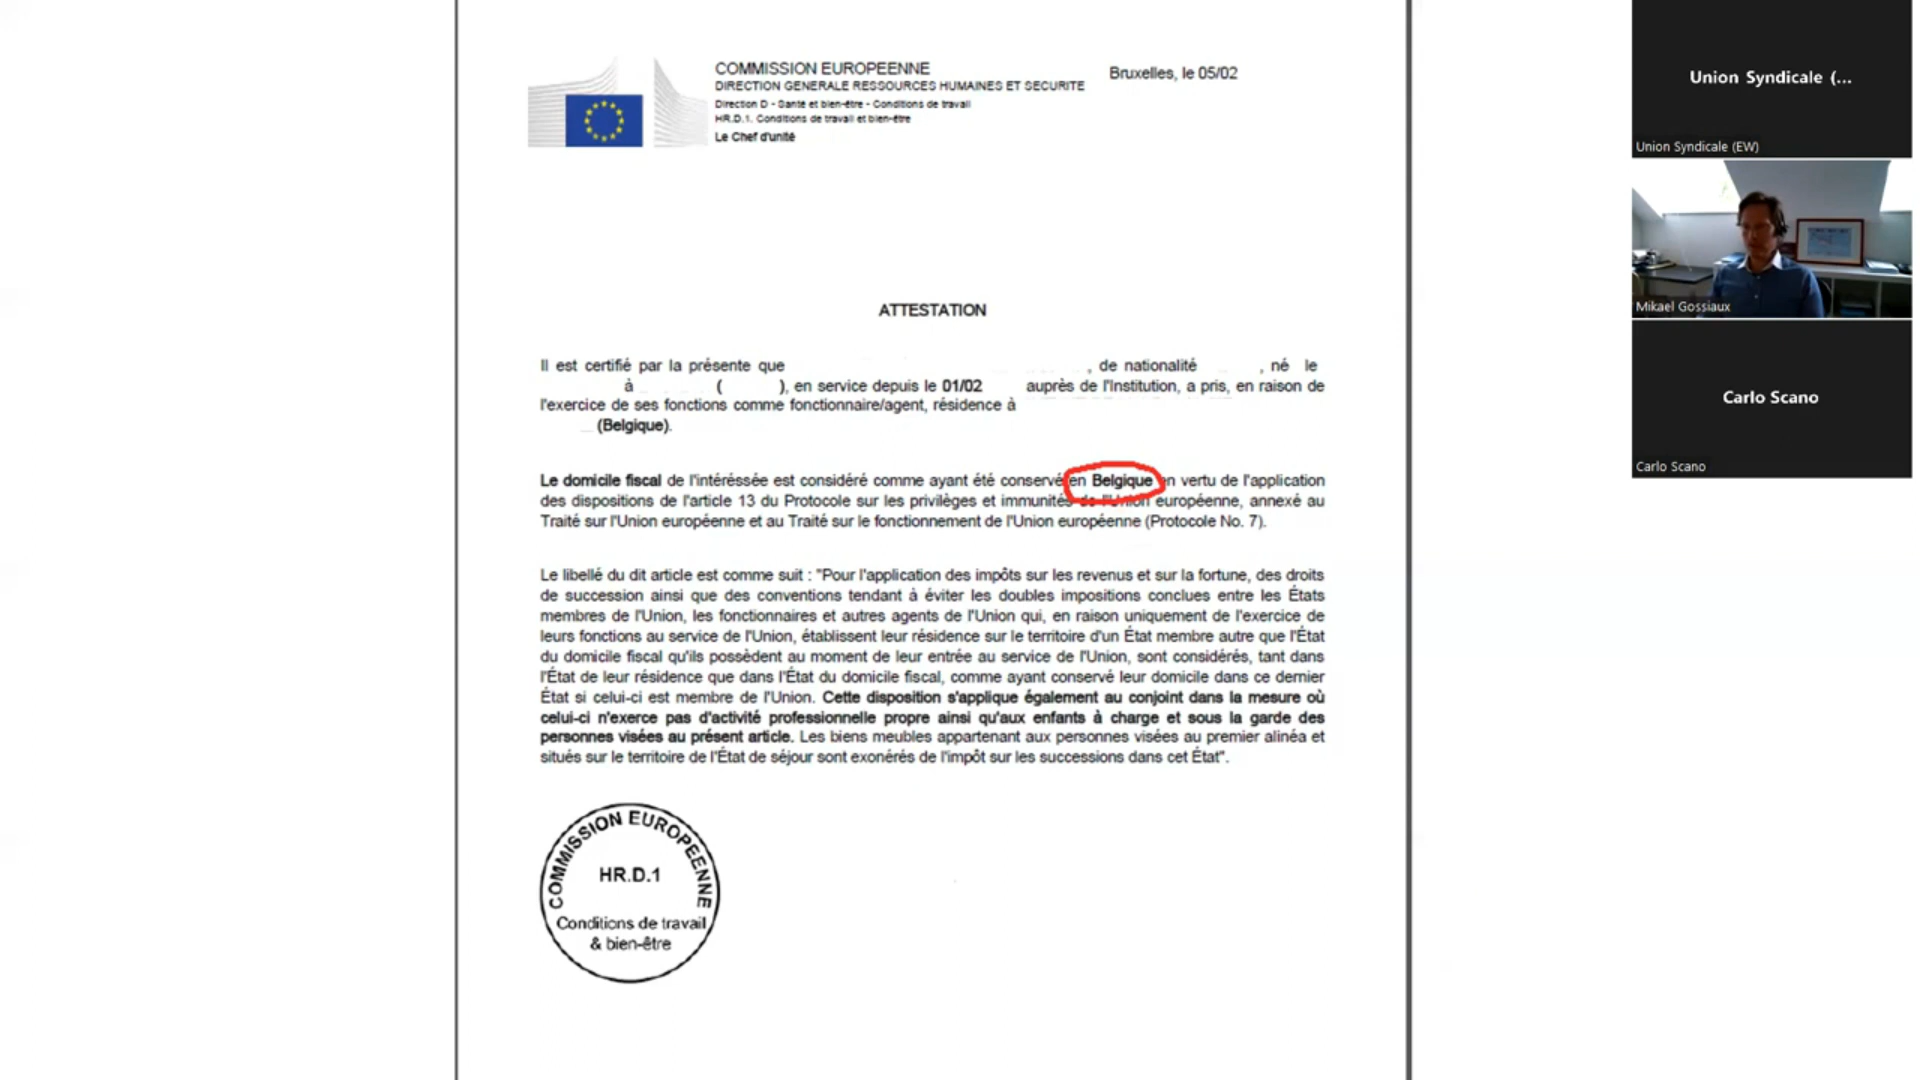 COMMISSION EUROPEENNE
DIRECTION GENERALE RESSOURCES HUMAINES ET SECURITE
Direction D - Santé et bien-être - Conditions de travail
HR.D.1. Conditions de travail et bien-être
Le Chef d'unité
Bruxelles, le 05/02
ATTESTATION
Il est certifié par la présente que , de nationalité , né le
à ( ), en service depuis le 01/02 auprès de l'Institution, a pris, en raison de
l'exercice de ses fonctions comme fonctionnaire/agent, résidence à
(Belgique).
Le domicile fiscal de l'intéréssée est considéré comme ayant été conservé en Belgique en vertu de l'application
des dispositions de l'article 13 du Protocole sur les privilèges et immunités de l'Union européenne, annexé au
Traité sur l'Union européenne et au Traité sur le fonctionnement de l'Union européenne (Protocole No. 7).
Le libellé du dit article est comme suit : "Pour l'application des impôts sur les revenus et sur la fortune, des droits
de succession ainsi que des conventions tendant à éviter les doubles impositions conclues entre les États
membres de l'Union, les fonctionnaires et autres agents de l'Union qui, en raison uniquement de l'exercice de
leurs fonctions au service de l'Union, établissent leur résidence sur le territoire d'un État membre autre que l'État
du domicile fiscal qu'ils possèdent au moment de leur entrée au service de l'Union, sont considérés, tant dans
l'État de leur résidence que dans l'État du domicile fiscal, comme ayant conservé leur domicile dans ce dernier
État si celui-ci est membre de l'Union. Cette disposition s'applique également au conjoint dans la mesure où
celui-ci n'exerce pas d'activité professionnelle propre ainsi qu'aux enfants à charge et sous la garde des
personnes visées au présent article. Les biens meubles appartenant aux personnes visées au premier alinéa et
situés sur le territoire de l'État de séjour sont exonérés de l'impôt sur les successions dans cet État".
COMMISSION EUROPEENNE
HR.D.1
Conditions de travail
& bien-être
Union Syndicale (...
Union Syndicale (EW)
Mikael Gossiaux
Carlo Scano
Carlo Scano